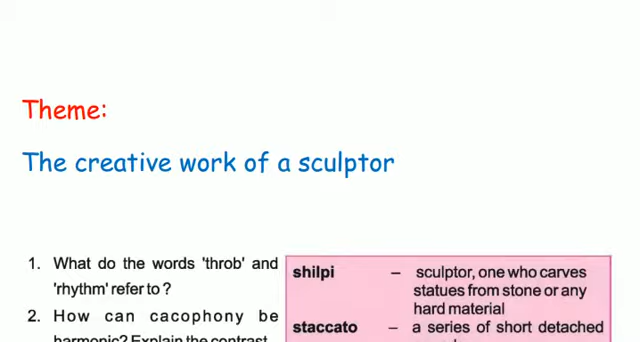 Theme:
The creative work of a sculptor
1. What do the words 'throb' and
'rhythm' refer to ?
2. How can cacophony be
harmonic? Explain the contrast
shilpi – sculptor, one who carves
statues from stone or any
hard material
staccato – a series of short detached